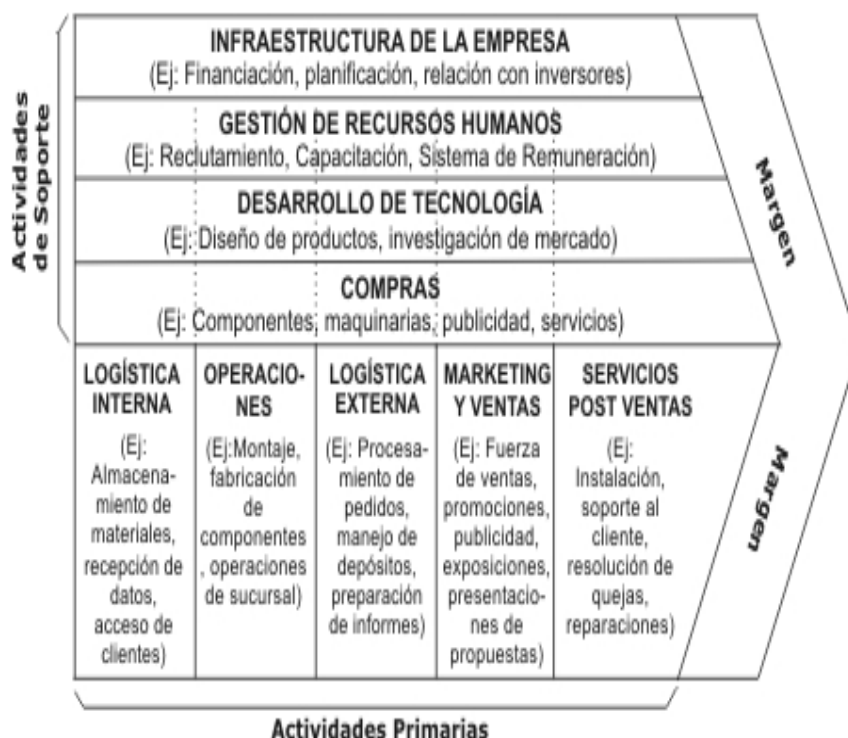 Actividades
de Soporte
INFRAESTRUCTURA DE LA EMPRESA
(Ej: Financiación, planificación, relación con inversores)
GESTIÓN DE RECURSOS HUMANOS
(Ej: Reclutamiento, Capacitación, Sistema de Remuneración)
DESARROLLO DE TECNOLOGÍA
(Ej: Diseño de productos, investigación de mercado)
COMPRAS
(Ej: Componentes, maquinarias, publicidad, servicios)
Margen
LOGÍSTICA
INTERNA
(Ej:
Almacena-
miento de
materiales,
recepción de
datos,
acceso de
clientes)
OPERACIO-
NES
(Ej:Montaje,
fabricación
de
componentes
, operaciones
de sucursal)
LOGÍSTICA
EXTERNA
(Ej: Procesa-
miento de
pedidos,
manejo de
depósitos,
preparación
de informes)
MARKETING
Y VENTAS
(Ej: Fuerza
de ventas,
promociones,
publicidad,
exposiciones,
presentacio-
nes de
propuestas)
SERVICIOS
POST VENTAS
(Ej:
Instalación,
soporte al
cliente,
resolución de
quejas,
reparaciones)
Margen
Actividades Primarias